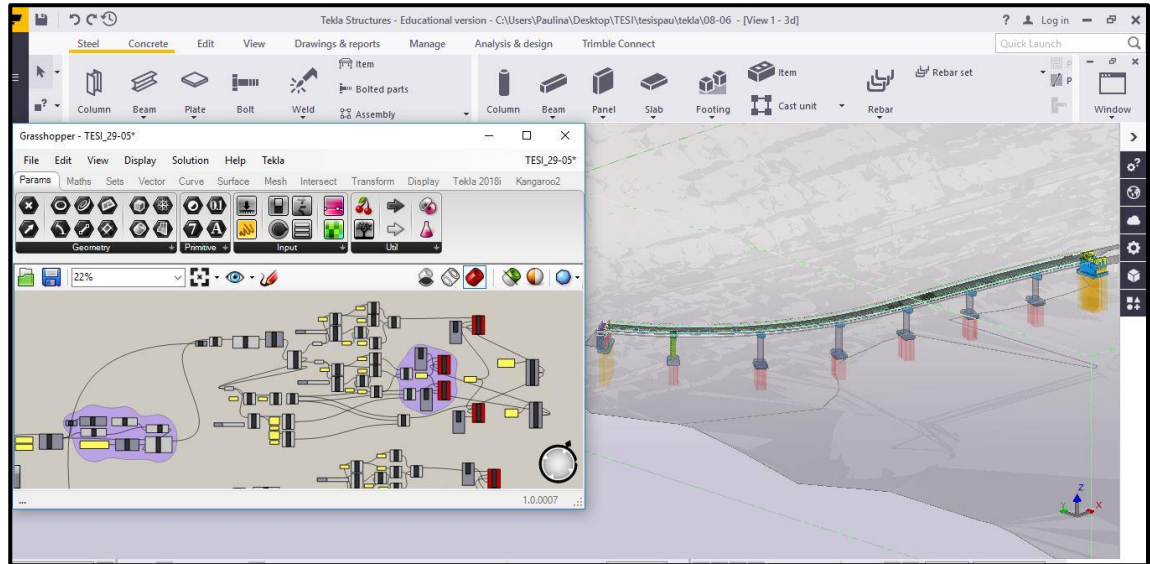 Tekla Structures - Educational version - C:\Users\Paulina\Desktop\TESI\tesispau\tekla\08-06 - [View 1 - 3d]
? Log in
Steel Concrete Edit View Drawings & reports Manage Analysis & design Trimble Connect Quick Launch
Item
Bolted parts
Assembly
Column Beam Plate Bolt Weld
Column Beam Panel Slab Footing
Item
Cast unit
Rebar
Rebar set
P
Window
Grasshopper - TESI_29-05*
File Edit View Display Solution Help Tekla TESI_29-05*
Params Maths Sets Vector Curve Surface Mesh Intersect Transform Display Tekla 2018i Kangaroo2
Geometry Primitive Input Util
22%
...
1.0.0007
Z
Y X